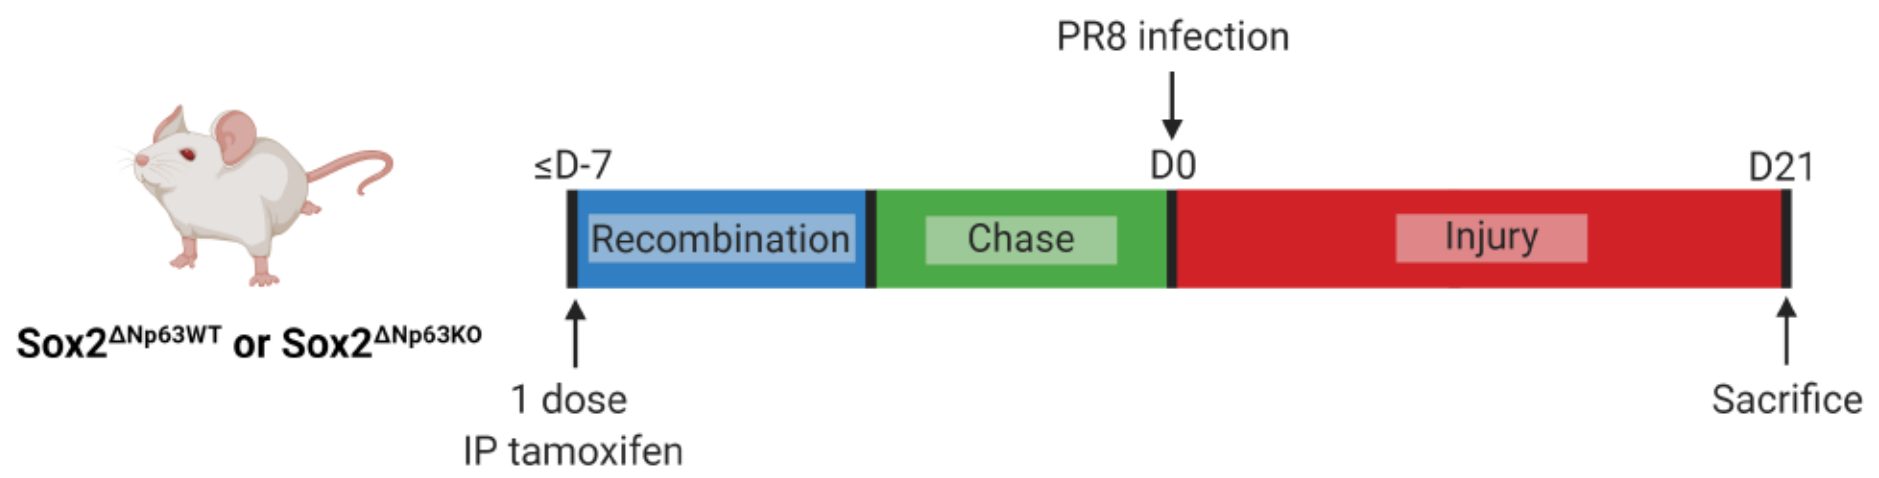 PR8 infection
≤D-7
D0
D21
Recombination
Chase
Injury
Sox2ΔNp63WT or Sox2ΔNp63KO
1 dose
IP tamoxifen
Sacrifice